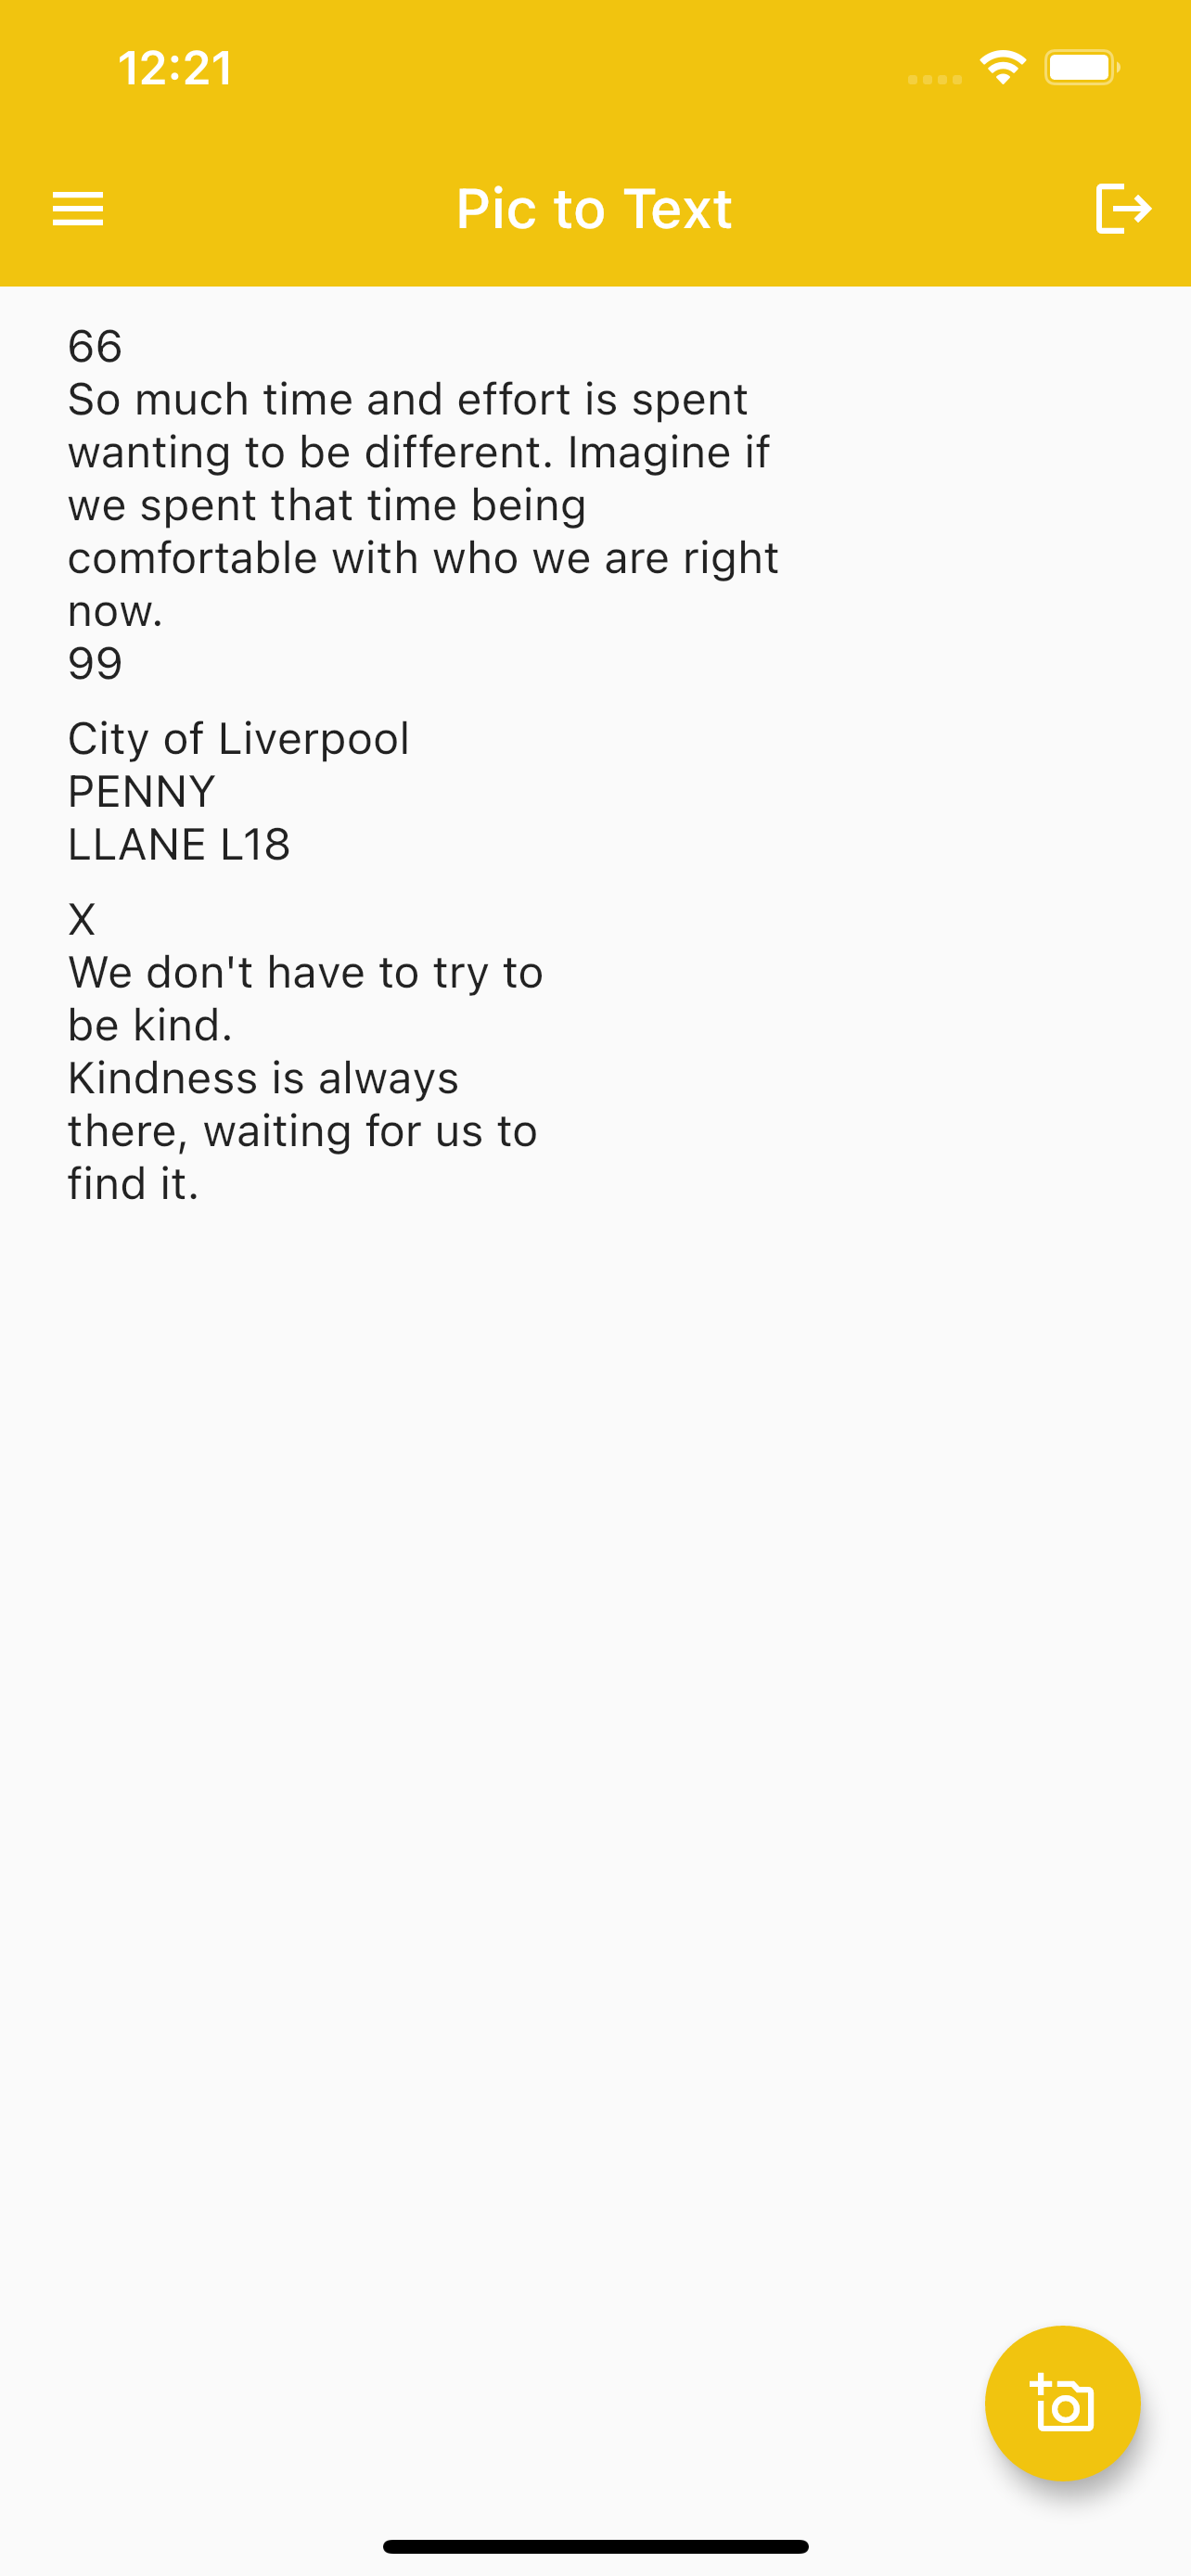 12:21
Pic to Text
66
So much time and effort is spent
wanting to be different. Imagine if
we spent that time being
comfortable with who we are right
now.
99
City of Liverpool
PENNY
LLANE L18
X
We don't have to try to
be kind.
Kindness is always
there, waiting for us to
find it.